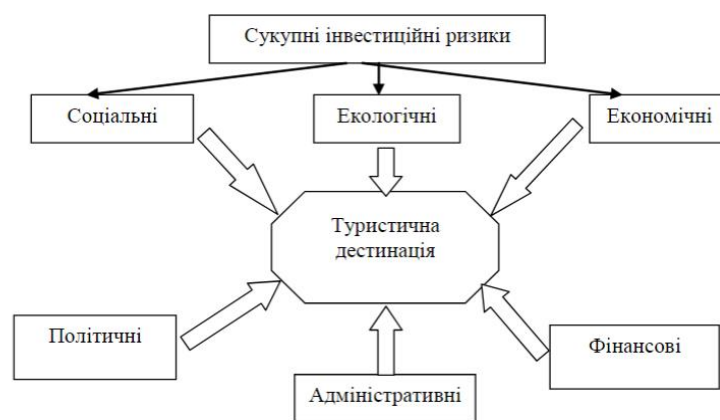 Сукупні інвестиційні ризики
Соціальні
Екологічні
Економічні
Туристична
дестинація
Політичні
Фінансові
Адміністративні